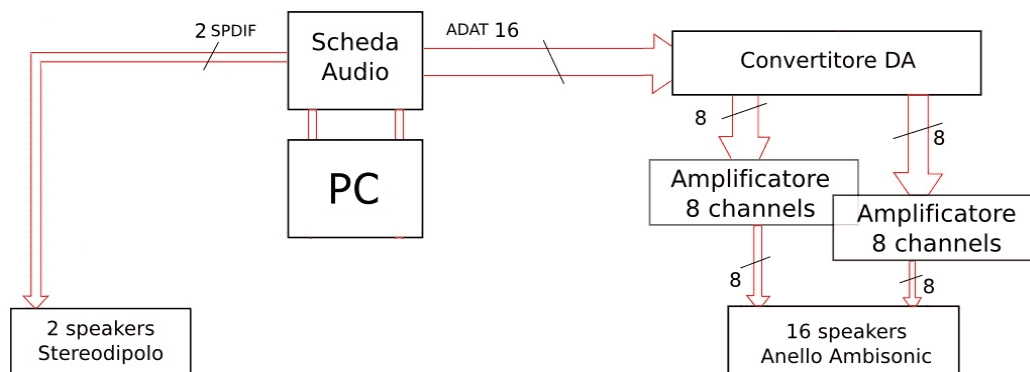 2 SPDIF
Scheda
Audio
ADAT 16
Convertitore DA
8
8
PC
Amplificatore
8 channels
Amplificatore
8 channels
8
8
2 speakers
Stereodipolo
16 speakers
Anello Ambisonic